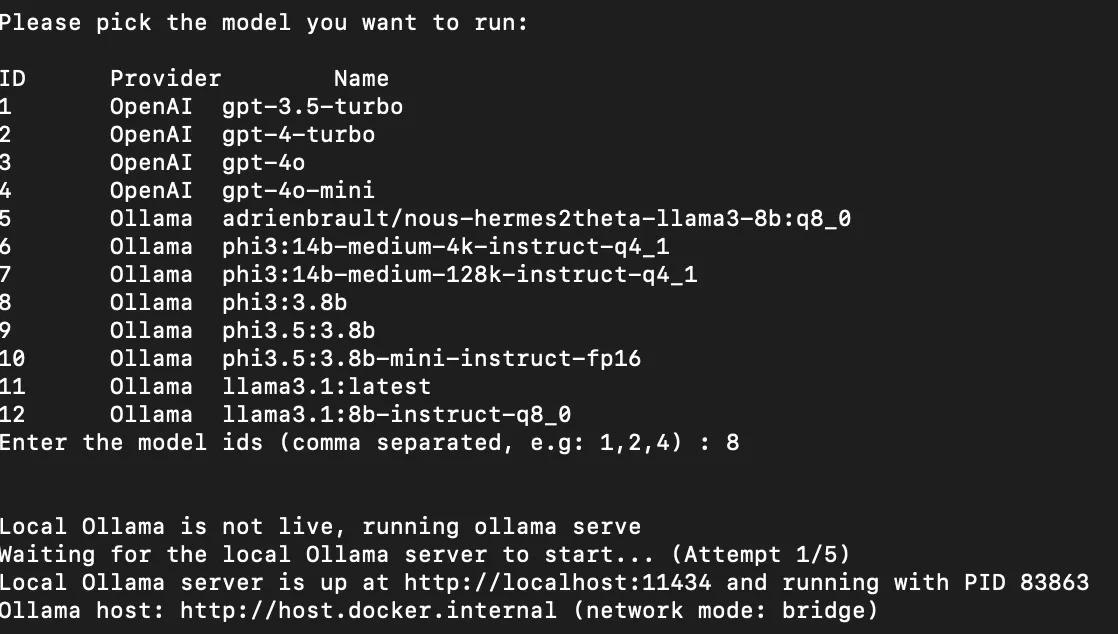 Please pick the model you want to run:
ID Provider Name
1 OpenAI gpt-3.5-turbo
2 OpenAI gpt-4-turbo
3 OpenAI gpt-4o
4 OpenAI gpt-4o-mini
5 Ollama adrienbrault/nous-hermes2theta-llama3-8b:q8_0
6 Ollama phi3:14b-medium-4k-instruct-q4_1
7 Ollama phi3:14b-medium-128k-instruct-q4_1
8 Ollama phi3:3.8b
9 Ollama phi3.5:3.8b
10 Ollama phi3.5:3.8b-mini-instruct-fp16
11 Ollama llama3.1:latest
12 Ollama llama3.1:8b-instruct-q8_0
Enter the model ids (comma separated, e.g: 1,2,4) : 8
Local Ollama is not live, running ollama serve
Waiting for the local Ollama server to start... (Attempt 1/5)
Local Ollama server is up at http://localhost:11434 and running with PID 83863
Ollama host: http://host.docker.internal (network mode: bridge)